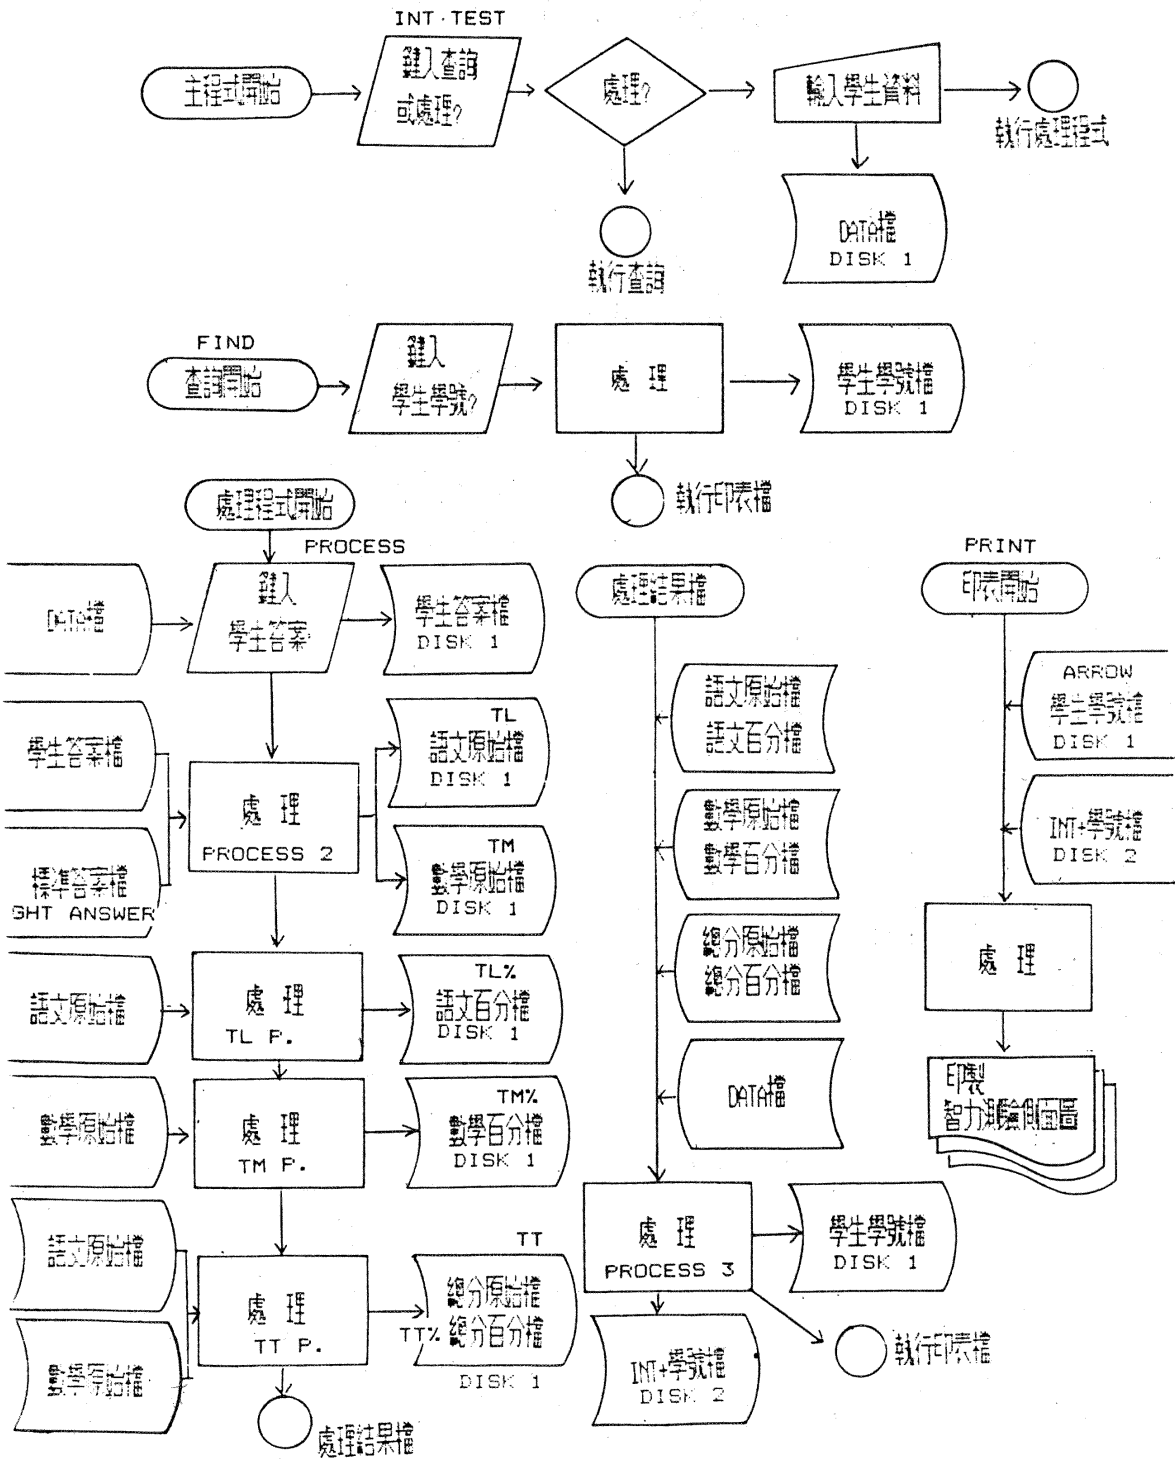 INT·TEST
主程式開始
鍵入查詢
或處理?
處理?
輸入學生資料
執行處理程式
DATA檔
DISK 1
執行查詢
FIND
查詢開始
鍵入
學生學號?
處 理
學生學號檔
DISK 1
執行印表檔
處理程式開始
PROCESS
DATA檔
鍵入
學生答案
學生答案檔
DISK 1
學生答案檔
標準答案檔
GHT ANSWER
處 理
PROCESS 2
TL
語文原始檔
DISK 1
TM
數學原始檔
DISK 1
語文原始檔
處 理
TL P.
TL%
語文百分檔
DISK 1
數學原始檔
處 理
TM P.
TM%
數學百分檔
DISK 1
語文原始檔
數學原始檔
處 理
TT P.
TT
總分原始檔
TT% 總分百分檔
DISK 1
處理結果檔
處理結果檔
語文原始檔
語文百分檔
數學原始檔
數學百分檔
總分原始檔
總分百分檔
DATA檔
處 理
PROCESS 3
學生學號檔
DISK 1
INT+學號檔
DISK 2
執行印表檔
PRINT
印表開始
ARROW
學生學號檔
DISK 1
INT+學號檔
DISK 2
處 理
印製
智力測驗側面圖